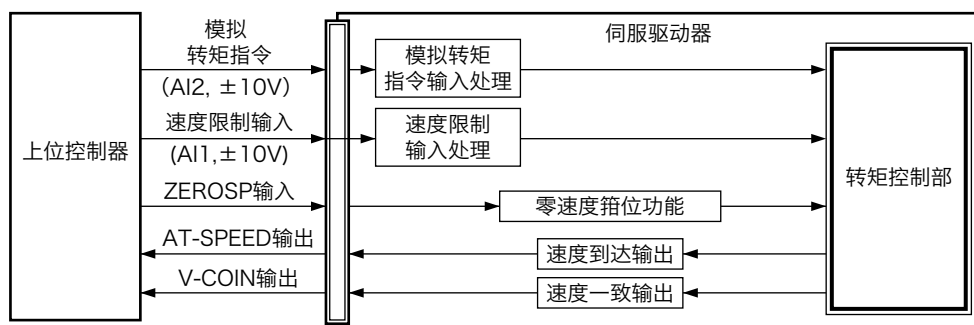 伺服驱动器
上位控制器
模拟
转矩指令
(AI2, ±10V)
模拟转矩
指令输入处理
速度限制输入
(AI1,±10V)
速度限制
输入处理
转矩控制部
ZEROSP输入
零速度箝位功能
AT-SPEED输出
速度到达输出
V-COIN输出
速度一致输出